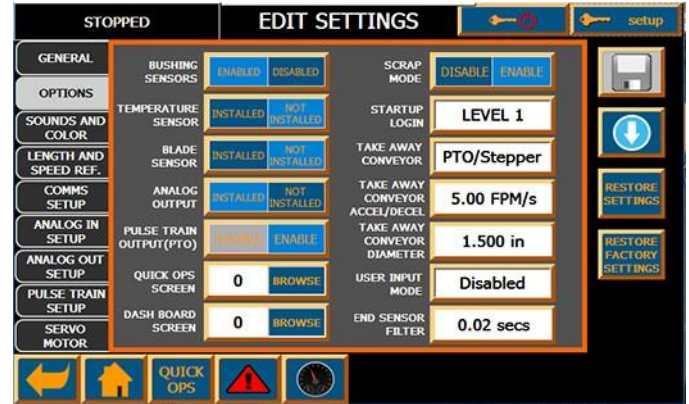 STOPPED
EDIT SETTINGS
setup
GENERAL
OPTIONS
SOUNDS AND
COLOR
LENGTH AND
SPEED REF.
COMMS
SETUP
ANALOG IN
SETUP
ANALOG OUT
SETUP
PULSE TRAIN
SETUP
SERVO
MOTOR
BUSHING
SENSORS
ENABLED DISABLED
TEMPERATURE
SENSOR
INSTALLED NOT
INSTALLED
BLADE
SENSOR
INSTALLED NOT
INSTALLED
ANALOG
OUTPUT
INSTALLED NOT
INSTALLED
PULSE TRAIN
OUTPUT(PTO)
DISABLE ENABLE
QUICK OPS
SCREEN
0 BROWSE
DASH BOARD
SCREEN
0 BROWSE
SCRAP
MODE
DISABLE ENABLE
STARTUP
LOGIN
LEVEL 1
TAKE AWAY
CONVEYOR
PTO/Stepper
TAKE AWAY
CONVEYOR
ACCEL/DECEL
5.00 FPM/s
TAKE AWAY
CONVEYOR
DIAMETER
1.500 in
USER INPUT
MODE
Disabled
END SENSOR
FILTER
0.02 secs
RESTORE
SETTINGS
RESTORE
FACTORY
SETTINGS
QUICK
OPS